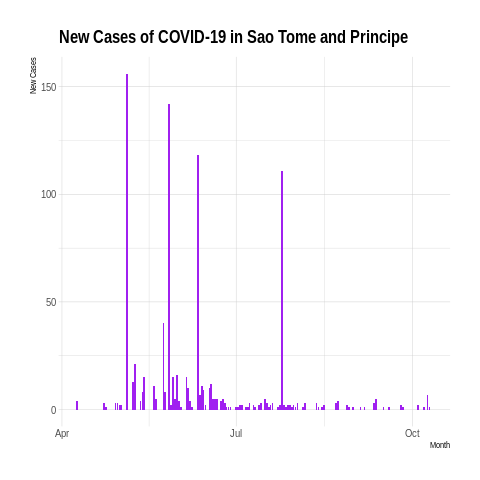 New Cases of COVID-19 in Sao Tome and Principe
New Cases
150
100
50
0
Apr
Jul
Oct
Month